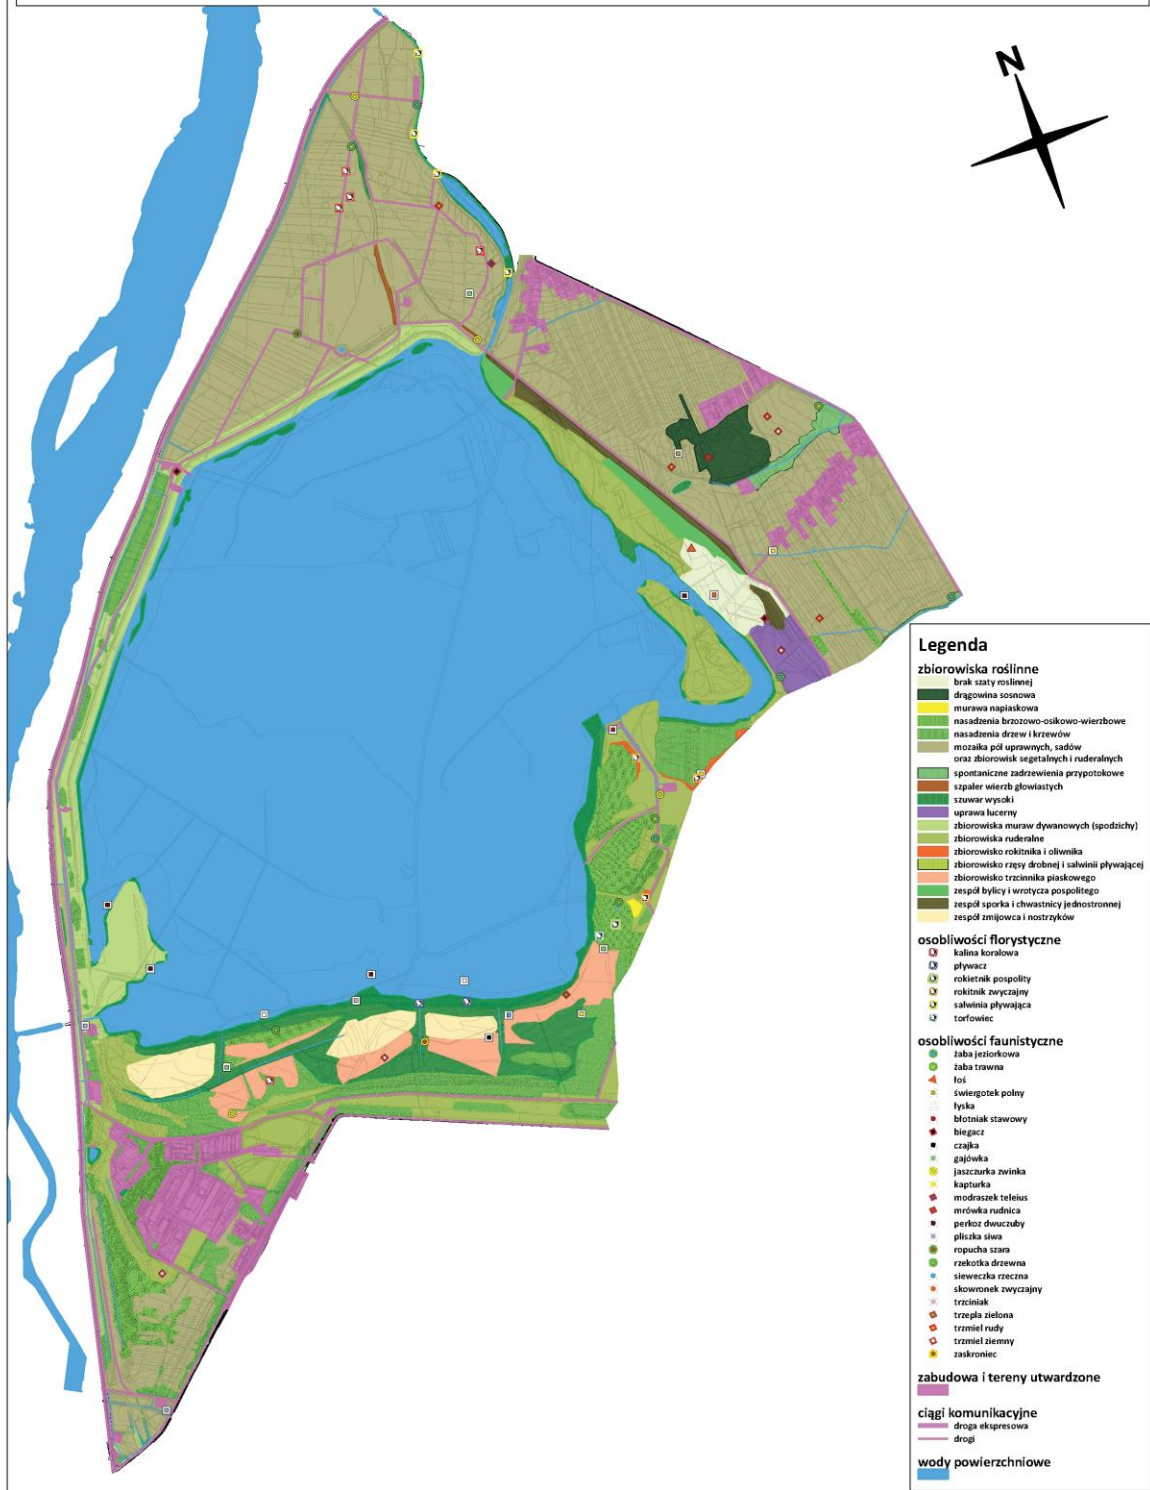 N
Legenda
zbiorowiska roślinne
brak szaty roslinnej
drągowina sosnowa
murawa napiaskowa
nasadzenia brzozowo-osikowo-wierzbowe
nasadzenia drzew i krzewów
mozaika pól uprawnych, sadów
oraz zbiorowisk segetalnych i ruderalnych
spontaniczne zadrzewienia przypotokowe
szpaler wierzb głowiastych
szuwar wysoki
uprawa lucerny
zbiorowiska muraw dywanowych (spodzichy)
zbiorowiska ruderalne
zbiorowisko rokitnika i oliwnika
zbiorowisko rzęsy drobnej i salwinii pływającej
zbiorowisko trzcinnika piaskowego
zespół bylicy i wrotycza pospolitego
zespół sporka i chwastnicy jednostronnej
zespół zmijowca i nostrzyków
osobliwości florystyczne
kalina koralowa
pływacz
rokietnik pospolity
rokitnik zwyczajny
salwinia pływająca
torfowiec
osobliwości faunistyczne
żaba jeziorkowa
żaba trawna
łoś
świergotek polny
łyska
błotniak stawowy
biegacz
czajka
gajówka
jaszczurka zwinka
kapturka
modraszek teleius
mrówka rudnica
perkoz dwuczuby
pliszka siwa
ropucha szara
rzekotka drzewna
sieweczka rzeczna
skowronek zwyczajny
trzciniak
trzepla zielona
trzmiel rudy
trzmiel ziemny
zaskroniec
zabudowa i tereny utwardzone
ciągi komunikacyjne
droga ekspresowa
drogi
wody powierzchniowe